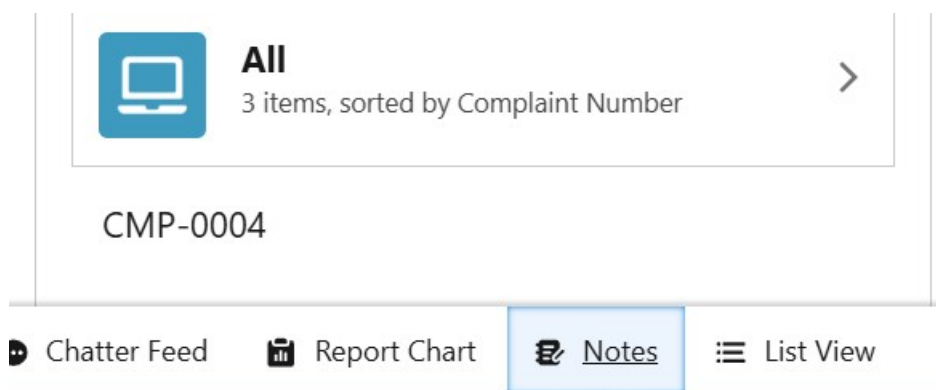 All
3 items, sorted by Complaint Number
CMP-0004
Chatter Feed Report Chart Notes List View